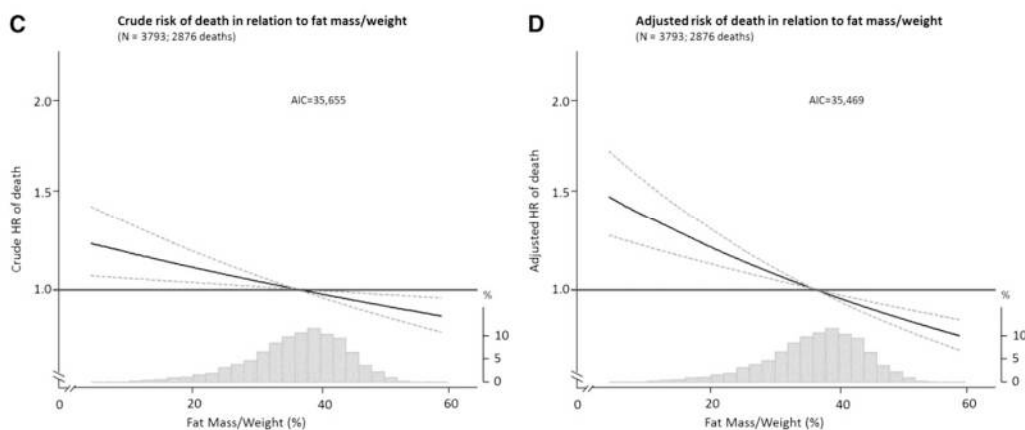 C
Crude risk of death in relation to fat mass/weight
(N = 3793; 2876 deaths)
AIC=35,655
Crude HR of death
2.0
1.5
1.0
%
10
5
0
0
20
40
60
Fat Mass/Weight (%)
D
Adjusted risk of death in relation to fat mass/weight
(N = 3793; 2876 deaths)
AIC=35,469
Adjusted HR of death
2.0
1.5
1.0
%
10
5
0
0
20
40
60
Fat Mass/Weight (%)